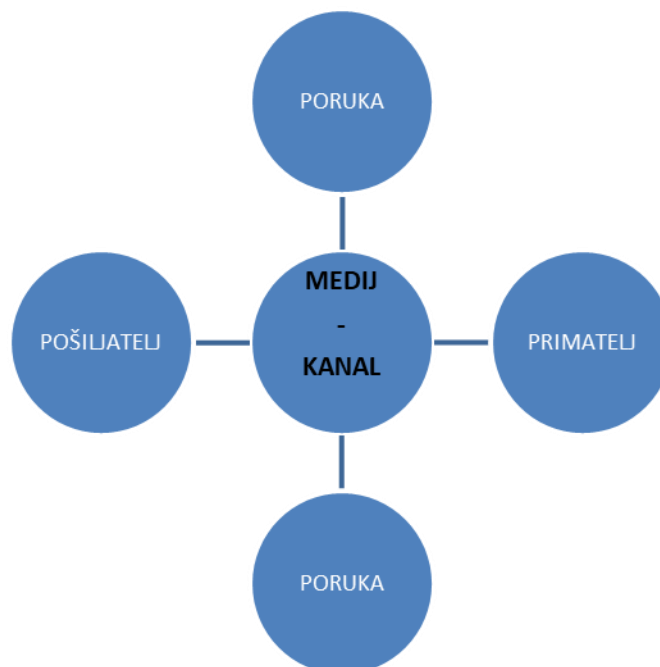 PORUKA
MEDIJ
-
KANAL
POŠILJATELJ
PRIMATELJ
PORUKA